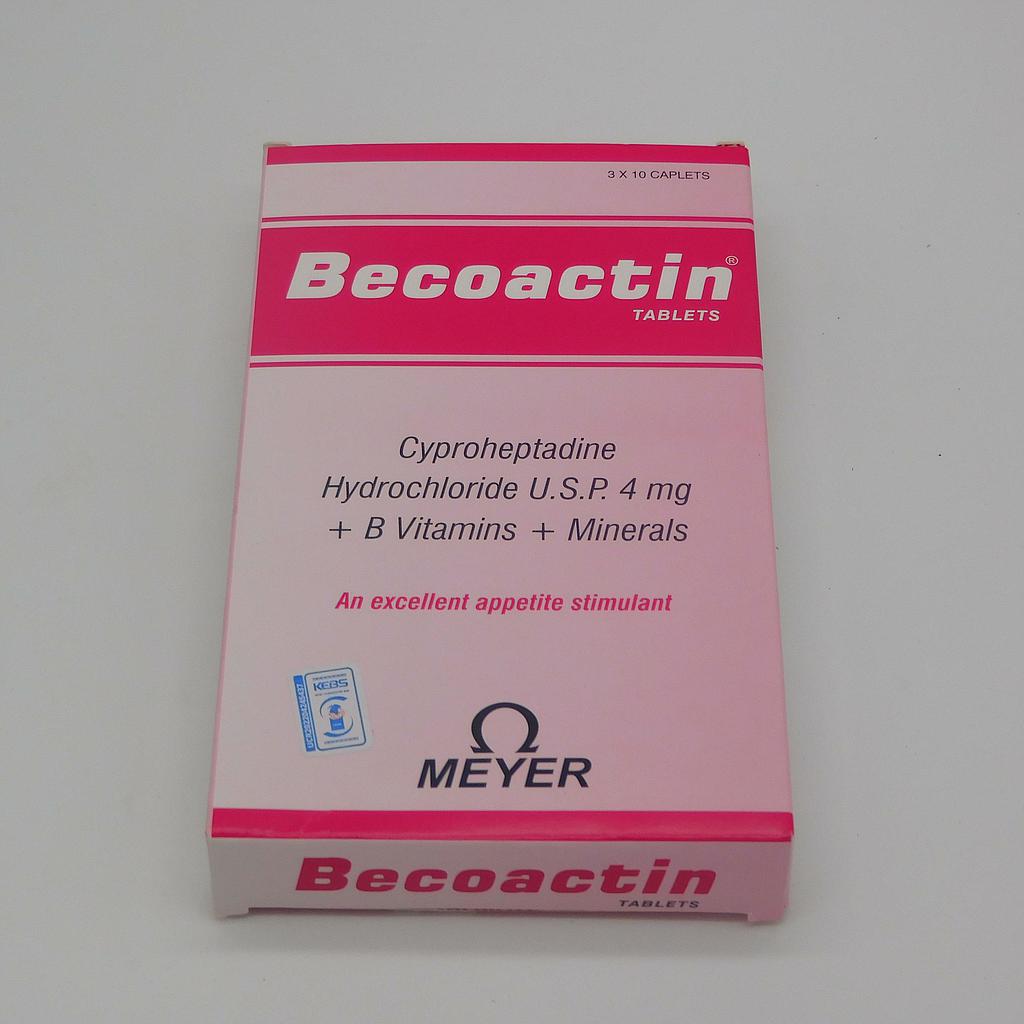 3 X 10 CAPLETS
Becoactin®
TABLETS
Cyproheptadine
Hydrochloride U.S.P. 4 mg
+ B Vitamins + Minerals
An excellent appetite stimulant
KEBS
Ω
MEYER
Becoactin
TABLETS